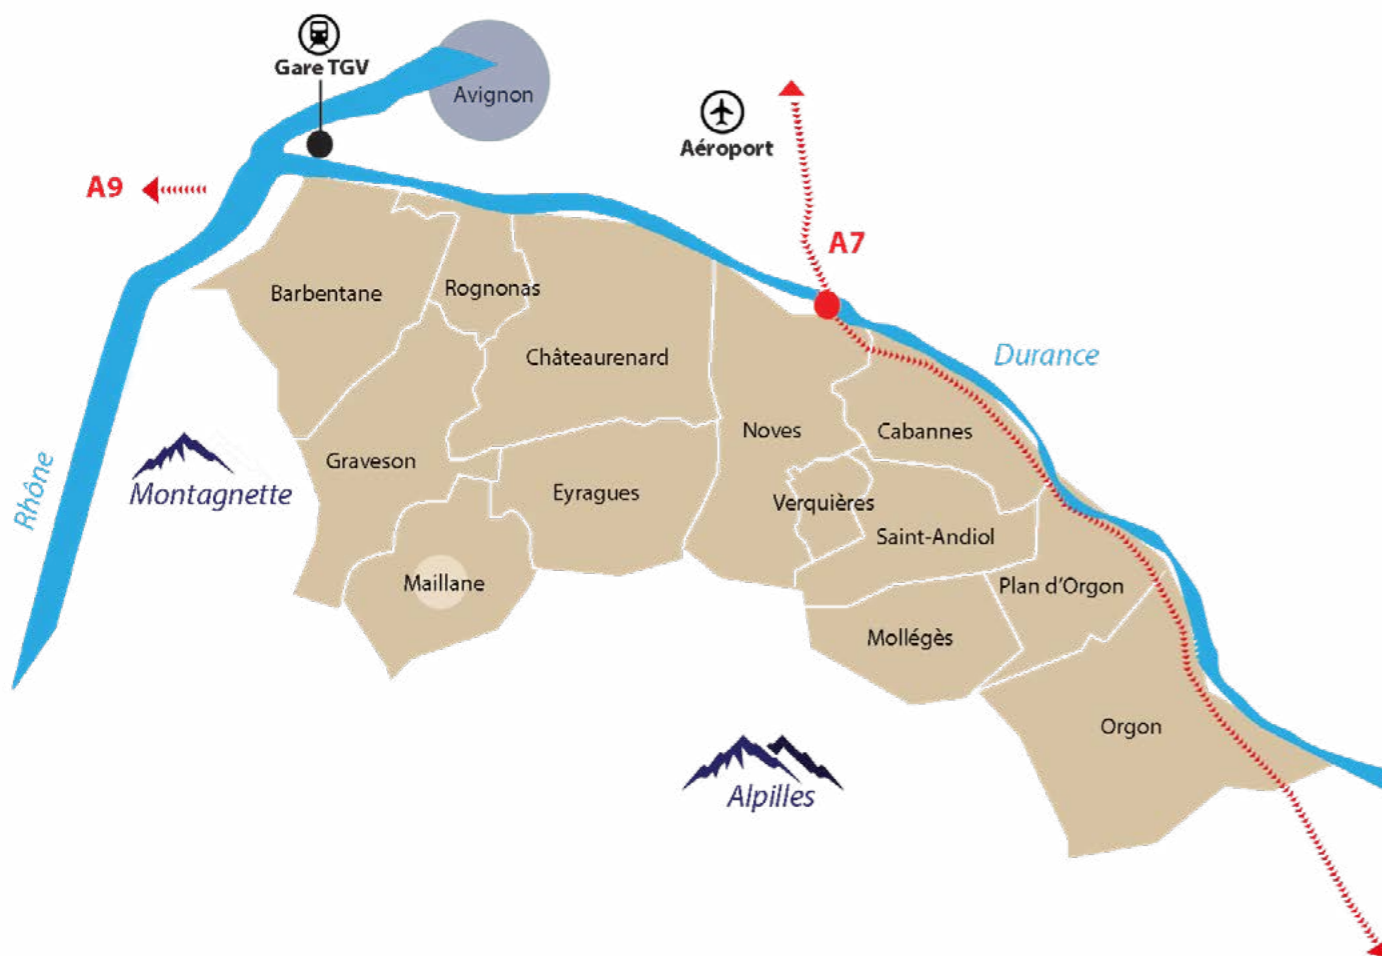 Gare TGV
Avignon
Aéroport
A9
A7
Barbentane
Rognonas
Châteaurenard
Durance
Noves
Cabannes
Graveson
Montagnette
Rhône
Eyragues
Verquières
Saint-Andiol
Maillane
Plan d'Orgon
Mollégès
Orgon
Alpilles